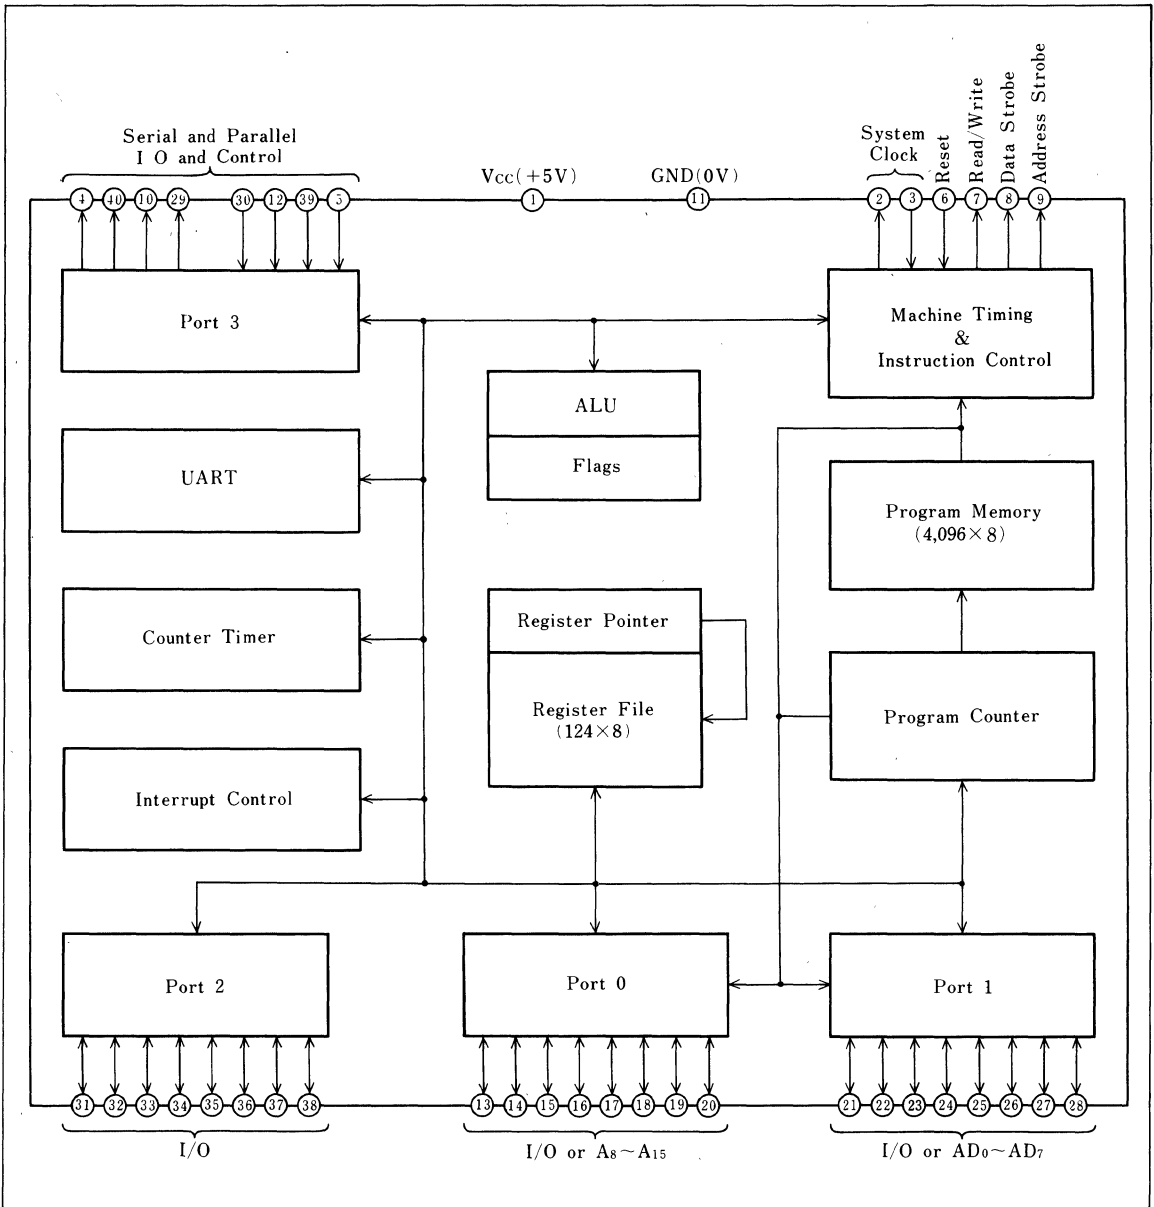 Serial and Parallel
I O and Control
Vcc(+5V)
GND(0V)
System
Clock
Reset
Read/Write
Data Strobe
Address Strobe
4 40 10 29 30 12 39 5
1
11
2 3 6 7 8 9
Port 3
Machine Timing
&
Instruction Control
ALU
Flags
UART
Program Memory
(4,096×8)
Counter Timer
Register Pointer
Register File
(124×8)
Program Counter
Interrupt Control
Port 2
Port 0
Port 1
31 32 33 34 35 36 37 38
13 14 15 16 17 18 19 20
21 22 23 24 25 26 27 28
I/O
I/O or A8~A15
I/O or AD0~AD7